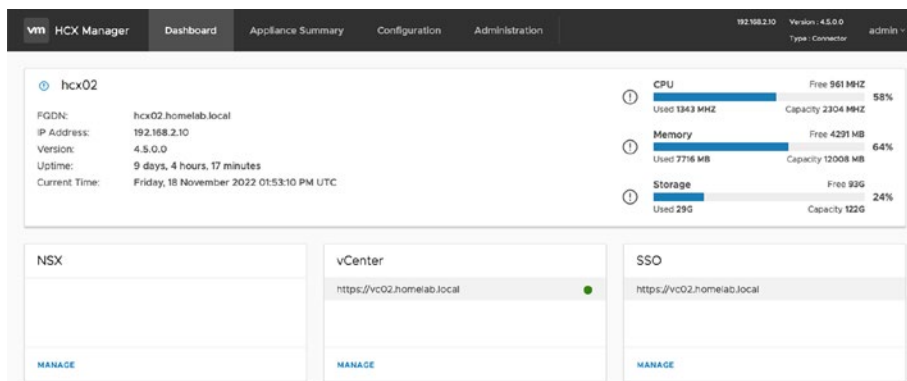 vm HCX Manager Dashboard Appliance Summary Configuration Administration 192.168.2.10 Version : 4.5.0.0 admin
Type : Connector
hcx02
FQDN: hcx02.homelab.local
IP Address: 192.168.2.10
Version: 4.5.0.0
Uptime: 9 days, 4 hours, 17 minutes
Current Time: Friday, 18 November 2022 01:53:10 PM UTC
CPU Free 961 MHZ
58%
Used 1343 MHZ Capacity 2304 MHZ
Memory Free 4291 MB
64%
Used 7716 MB Capacity 12008 MB
Storage Free 93G
24%
Used 29G Capacity 122G
NSX
MANAGE
vCenter
https://vc02.homelab.local
MANAGE
SSO
https://vc02.homelab.local
MANAGE